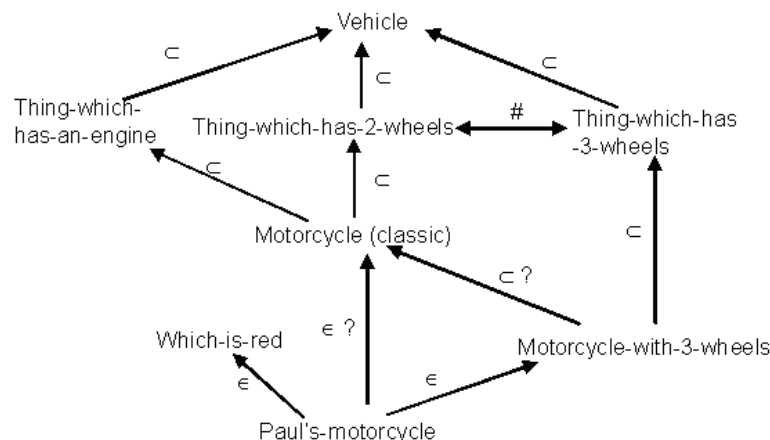 Vehicle
⊂
⊂
⊂
Thing-which-
has-an-engine
Thing-which-has-2-wheels
#
Thing-which-has
-3-wheels
⊂
⊂
⊂
Motorcycle (classic)
⊂ ?
∈ ?
Which-is-red
Motorcycle-with-3-wheels
∈
∈
Paul's-motorcycle